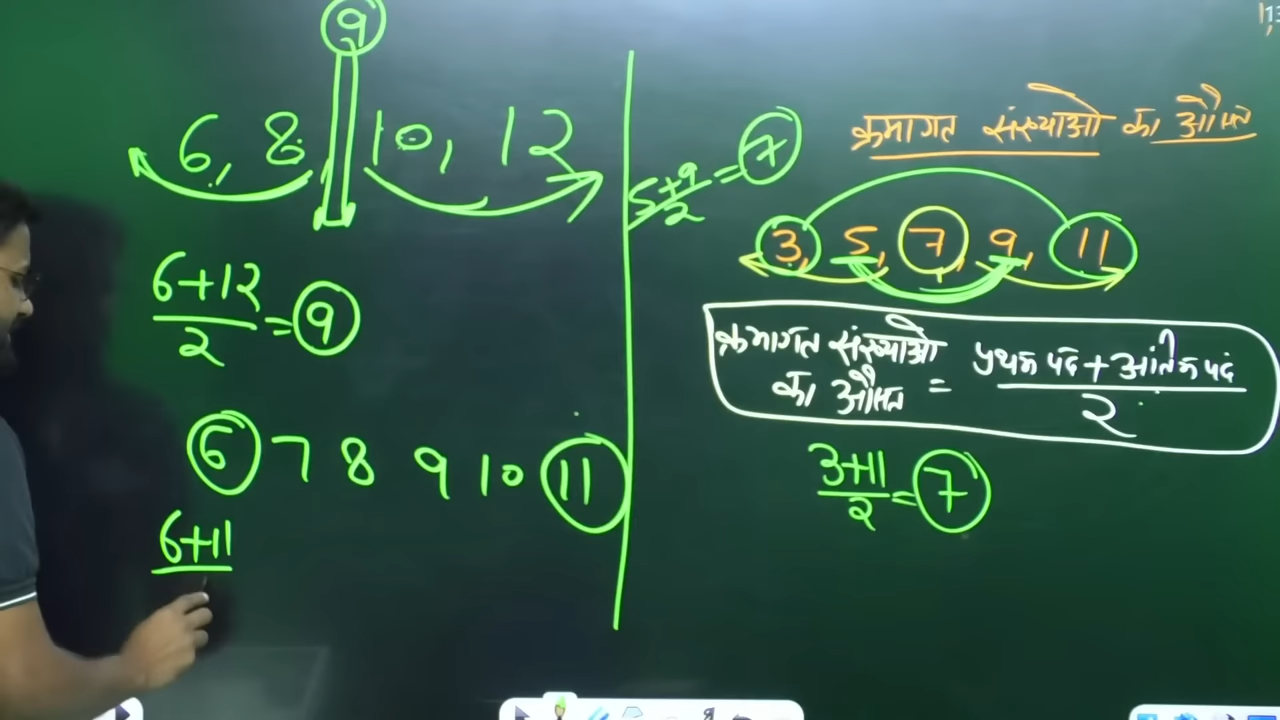 9
6, 8, 10, 12
6+12
2
=9
6 7 8 9 10 11
6+11
5+9
2
=7
क्रमागत संख्याओ का औसत
3, 5, 7, 9, 11
क्रमागत संख्याओ का औसत = प्रथम पद + अंतिम पद
2
3+11
2
=7